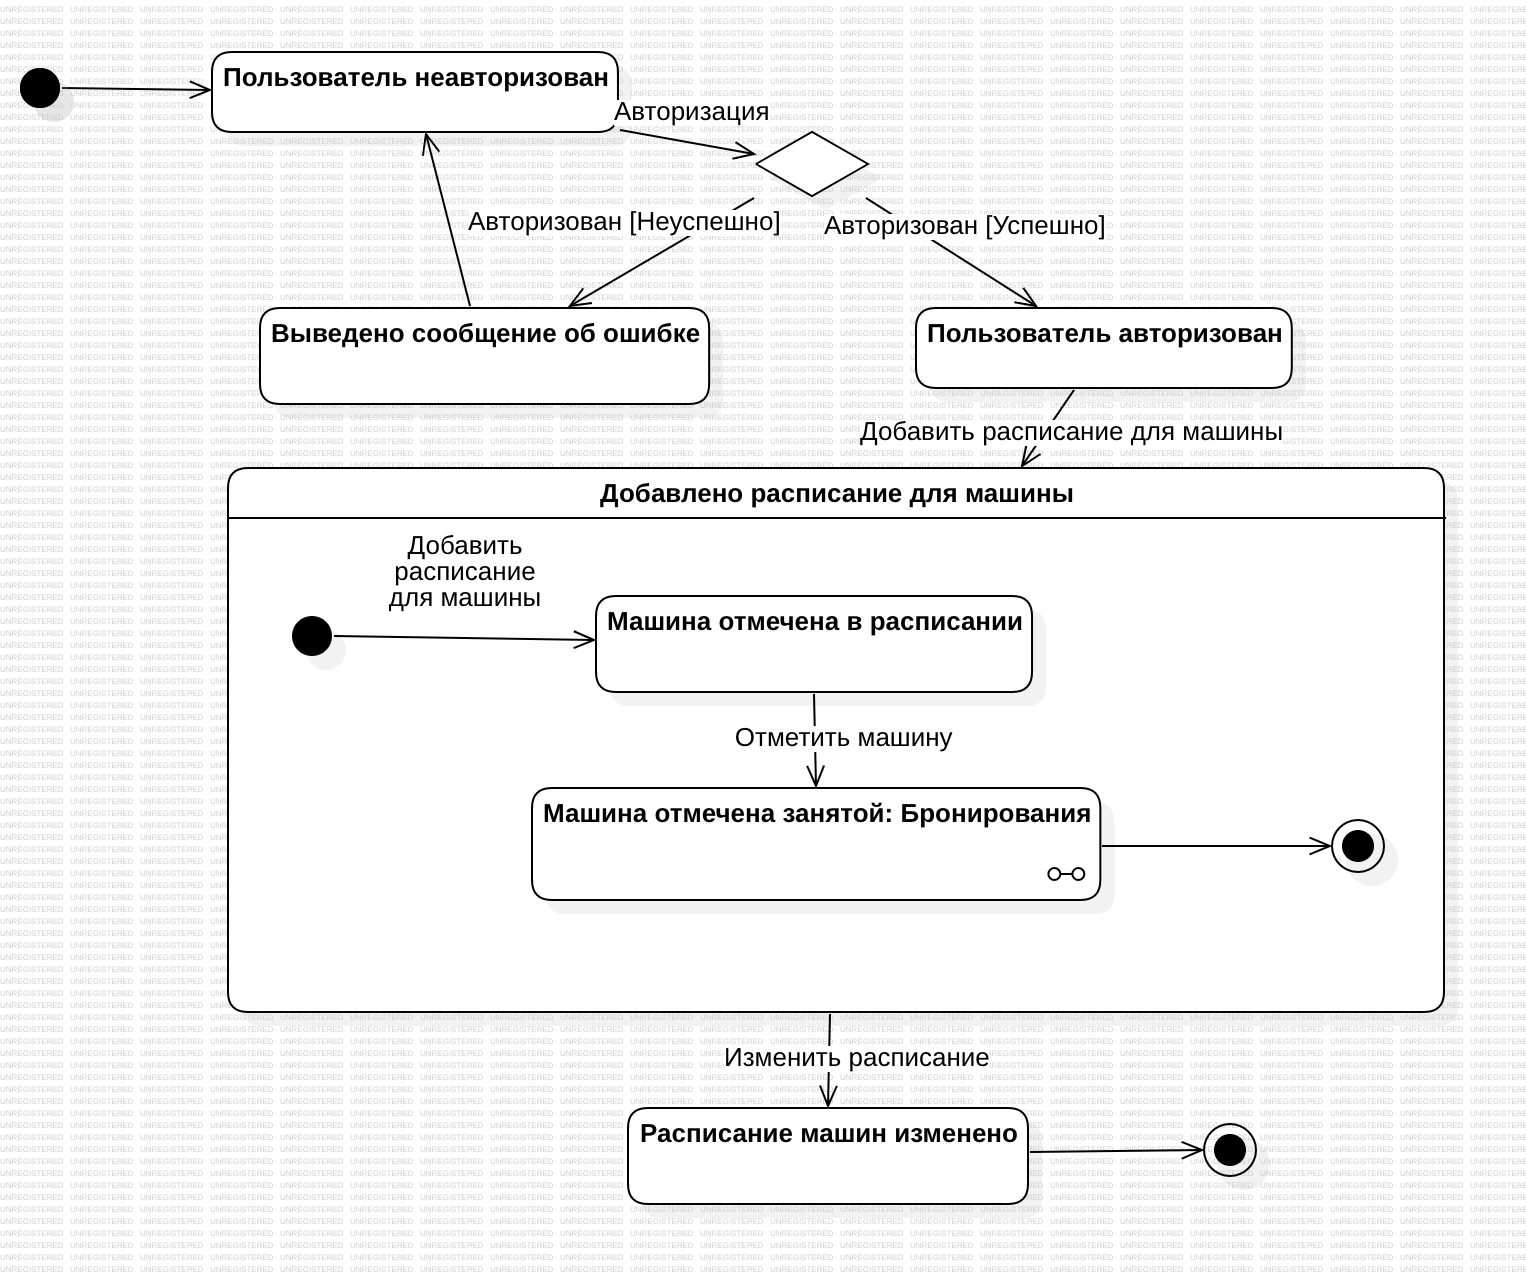 Пользователь неавторизован
Авторизация
Авторизован [Неуспешно]
Авторизован [Успешно]
Выведено сообщение об ошибке
Пользователь авторизован
Добавить расписание для машины
Добавлено расписание для машины
Добавить
расписание
для машины
Машина отмечена в расписании
Отметить машину
Машина отмечена занятой: Бронирования
Изменить расписание
Расписание машин изменено
UNREGISTERED